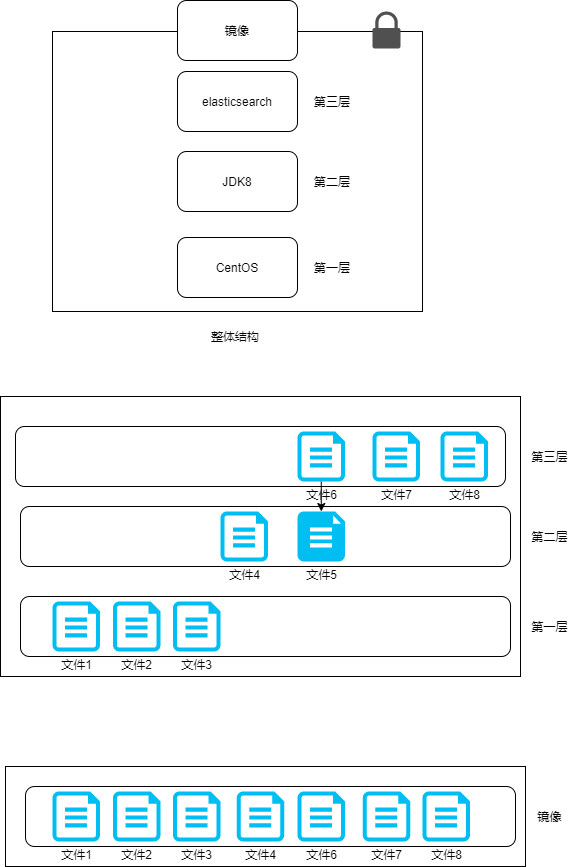 镜像
elasticsearch
第三层
JDK8
第二层
CentOS
第一层
整体结构
第三层
文件6
文件7
文件8
第二层
文件4
文件5
第一层
文件1
文件2
文件3
镜像
文件1
文件2
文件3
文件4
文件6
文件7
文件8